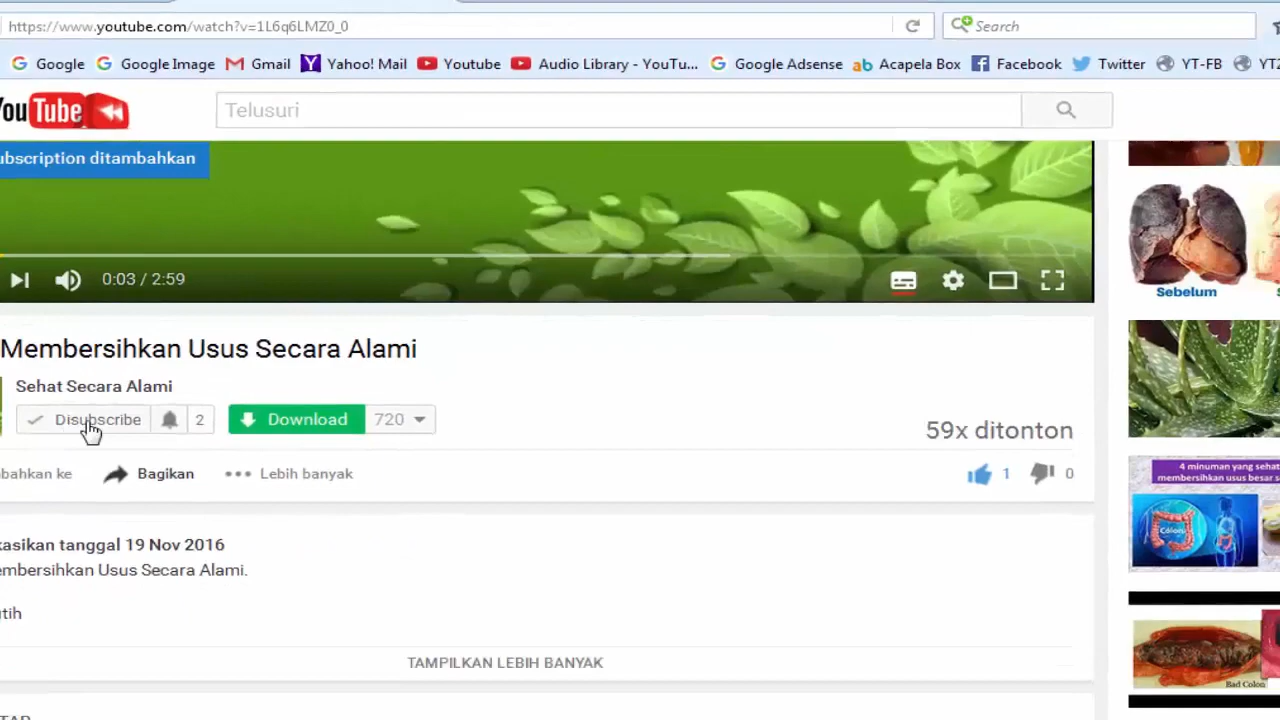 https://www.youtube.com/watch?v=1L6q6LMZ0_0
Search
Google
Google Image
Gmail
Yahoo! Mail
Youtube
Audio Library - YouTu...
Google Adsense
Acapela Box
Facebook
Twitter
YT-FB
YT2
YouTube
Telusuri
ubscription ditambahkan
0:03 / 2:59
Sebelum
Membersihkan Usus Secara Alami
Sehat Secara Alami
Disubscribe
2
Download
720
59x ditonton
bahkan ke
Bagikan
Lebih banyak
1
0
4 minuman yang sehat
membersihkan usus besar s
Colon
kasikan tanggal 19 Nov 2016
embersihkan Usus Secara Alami.
utih
TAMPILKAN LEBIH BANYAK
Bad Colon